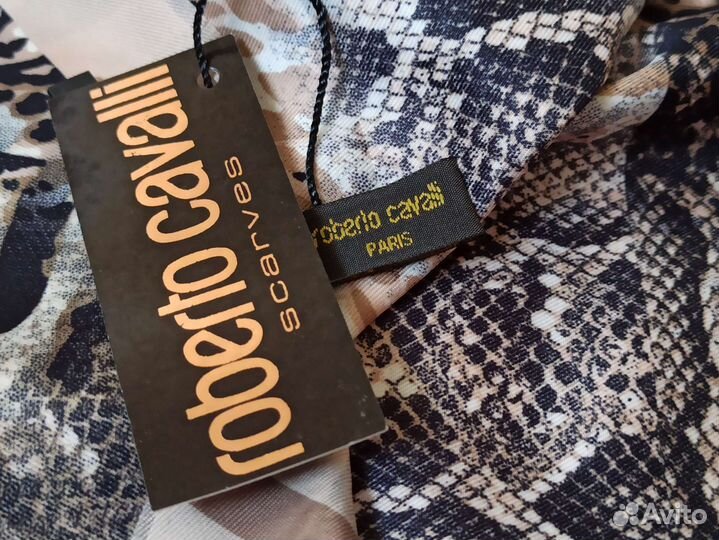 roberto cavalli
scarves
roberto cavalli
PARIS
Avito